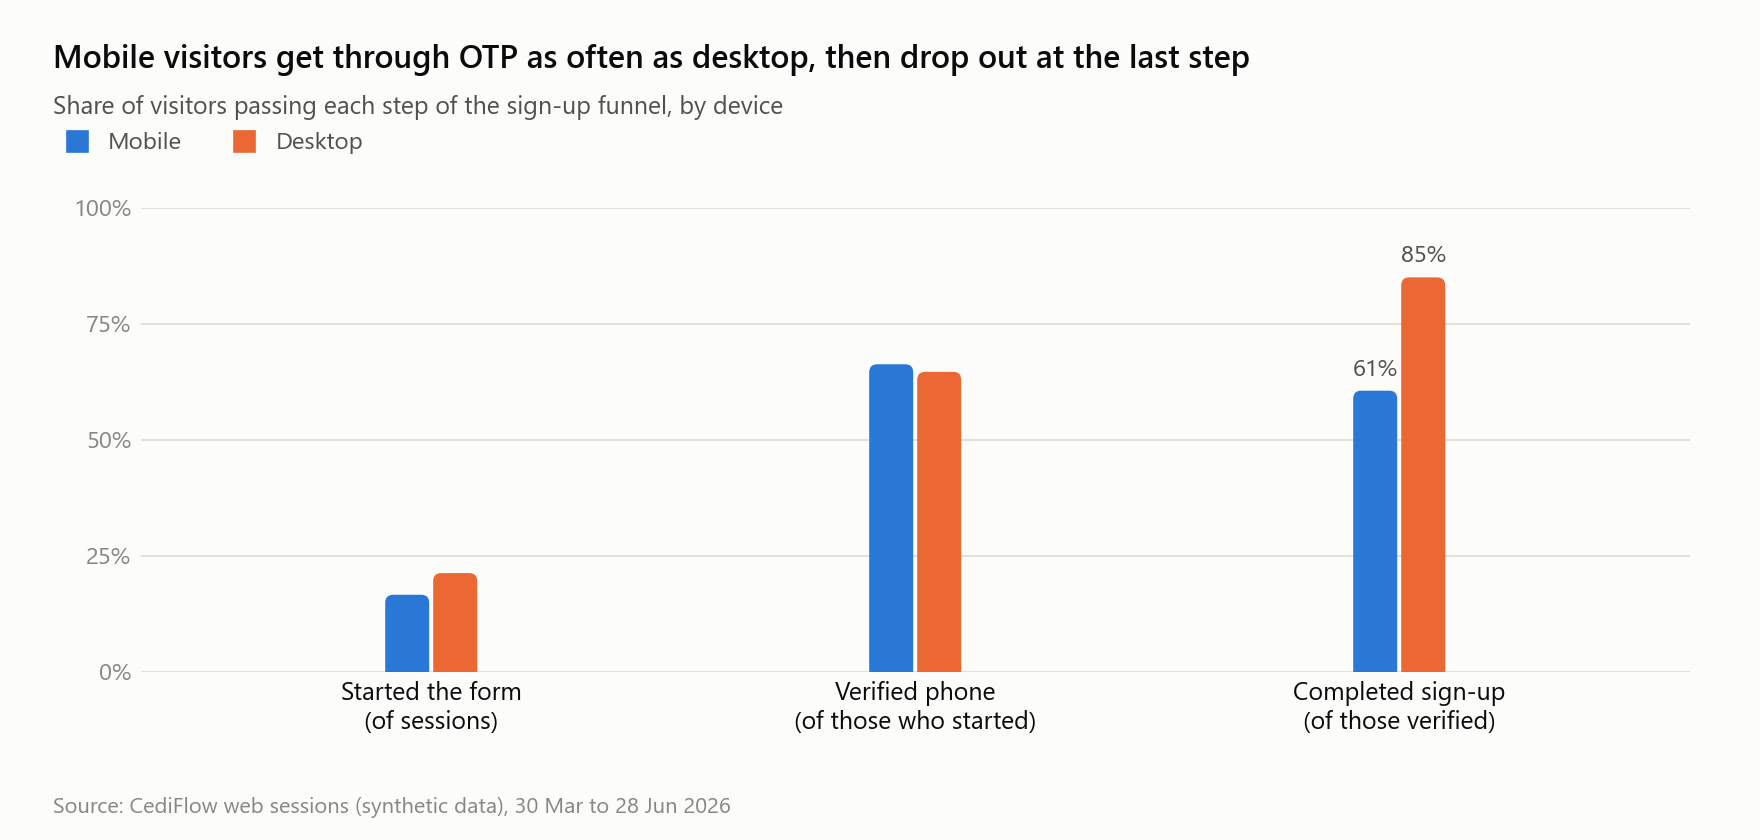 Mobile visitors get through OTP as often as desktop, then drop out at the last step
Share of visitors passing each step of the sign-up funnel, by device
Mobile Desktop
100%
85%
75%
61%
50%
25%
0%
Started the form
(of sessions)
Verified phone
(of those who started)
Completed sign-up
(of those verified)
Source: CediFlow web sessions (synthetic data), 30 Mar to 28 Jun 2026